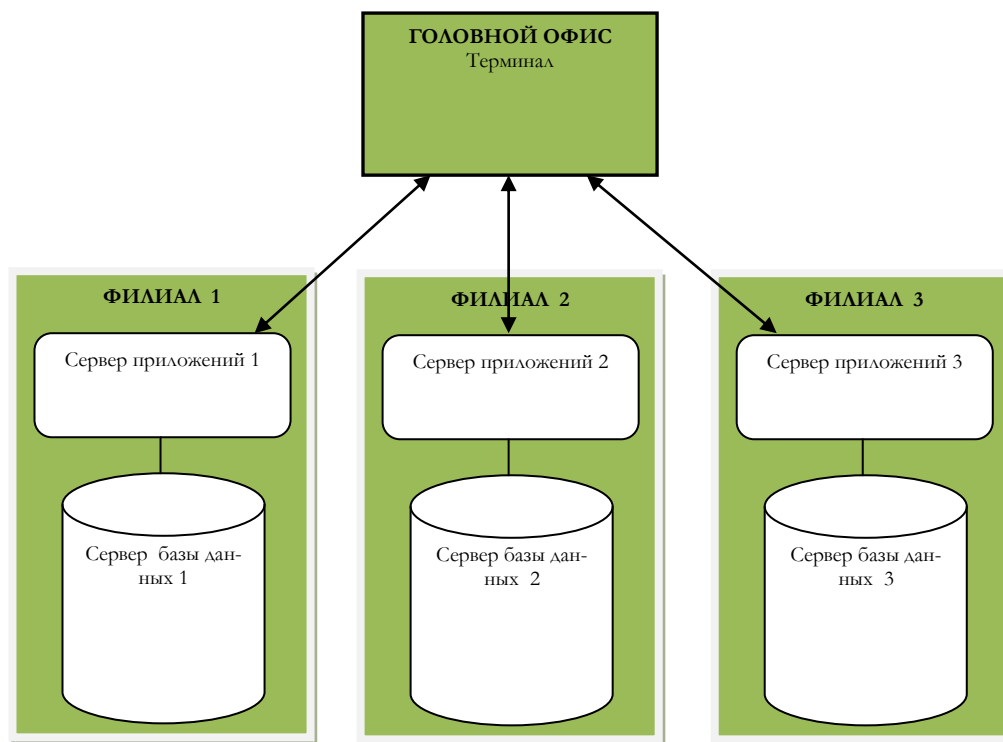 ГОЛОВНОЙ ОФИС
Терминал
ФИЛИАЛ 1
Сервер приложений 1
Сервер базы дан-
ных 1
ФИЛИАЛ 2
Сервер приложений 2
Сервер базы дан-
ных 2
ФИЛИАЛ 3
Сервер приложений 3
Сервер базы дан-
ных 3